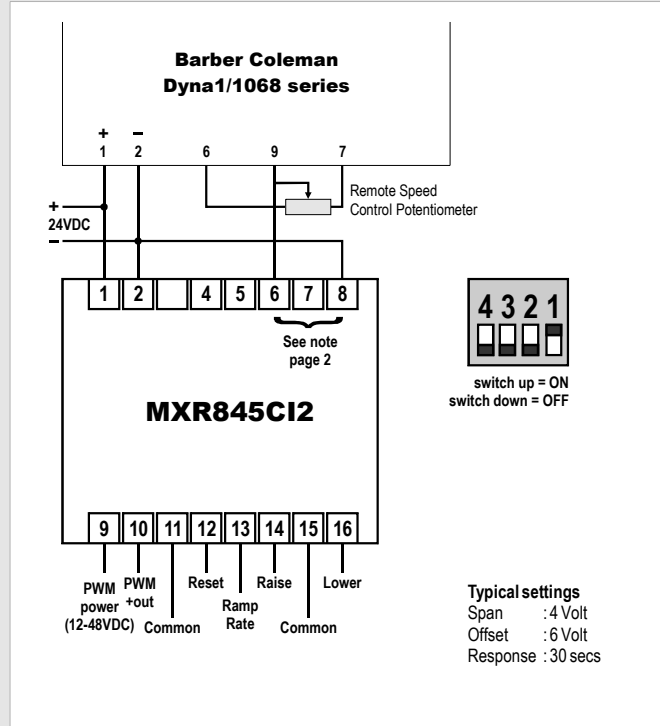 Barber Coleman
Dyna1/1068 series
+ –
1 2 6 9 7
Remote Speed
Control Potentiometer
+
24VDC
–
1 2 4 5 6 7 8
See note
page 2
4 3 2 1
switch up = ON
switch down = OFF
MXR845CI2
9 10 11 12 13 14 15 16
PWM
power
(12-48VDC)
PWM
+out
Common
Reset
Ramp
Rate
Raise
Common
Lower
Typical settings
Span : 4 Volt
Offset : 6 Volt
Response : 30 secs